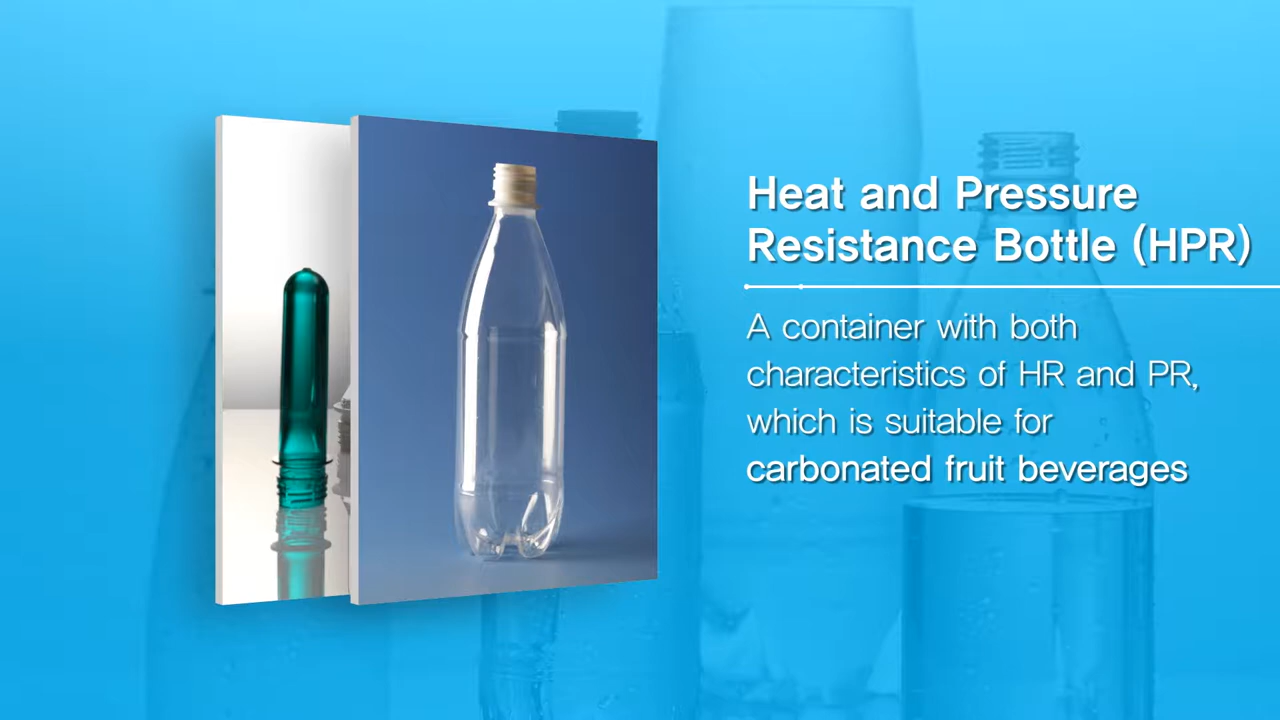 Heat and Pressure
Resistance Bottle (HPR)
A container with both
characteristics of HR and PR,
which is suitable for
carbonated fruit beverages